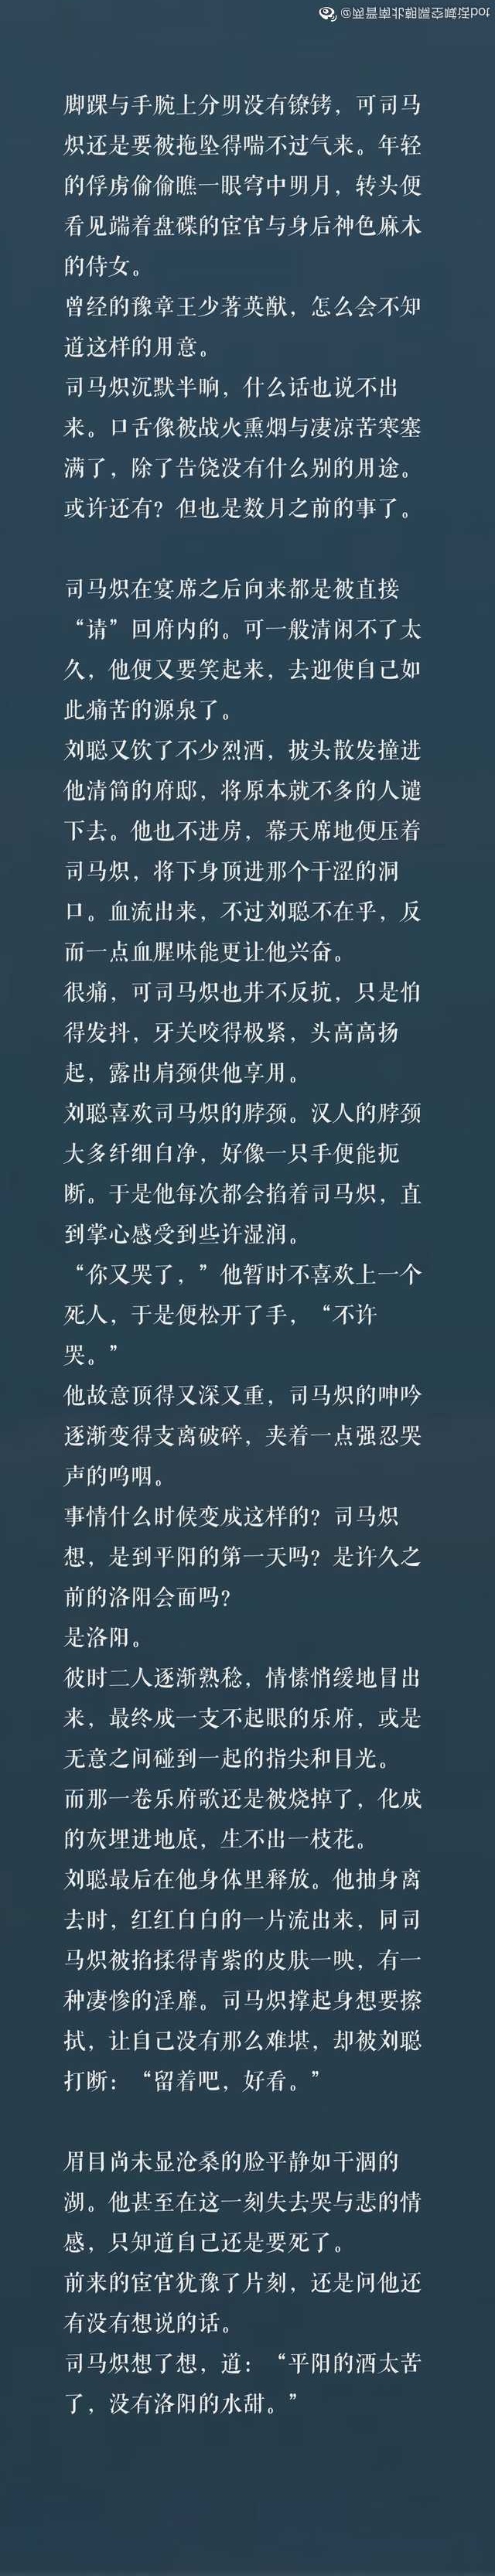 @两晋南北朝隔空喊话bot
脚踝与手腕上分明没有镣铐，可司马
炽还是要被拖坠得喘不过气来。年轻
的俘虏偷偷瞧一眼穹中明月，转头便
看见端着盘碟的宦官与身后神色麻木
的侍女。
曾经的豫章王少著英猷，怎么会不知
道这样的用意。
司马炽沉默半晌，什么话也说不出
来。口舌像被战火熏烟与凄凉苦寒塞
满了，除了告饶没有什么别的用途。
或许还有？但也是数月之前的事了。
司马炽在宴席之后向来都是被直接
“请”回府内的。可一般清闲不了太
久，他便又要笑起来，去迎使自己如
此痛苦的源泉了。
刘聪又饮了不少烈酒，披头散发撞进
他清简的府邸，将原本就不多的人谴
下去。他也不进房，幕天席地便压着
司马炽，将下身顶进那个干涩的洞
口。血流出来，不过刘聪不在乎，反
而一点血腥味能更让他兴奋。
很痛，可司马炽也并不反抗，只是怕
得发抖，牙关咬得极紧，头高高扬
起，露出肩颈供他享用。
刘聪喜欢司马炽的脖颈。汉人的脖颈
大多纤细白净，好像一只手便能扼
断。于是他每次都会掐着司马炽，直
到掌心感受到些许湿润。
“你又哭了，”他暂时不喜欢上一个
死人，于是便松开了手，“不许
哭。”
他故意顶得又深又重，司马炽的呻吟
逐渐变得支离破碎，夹着一点强忍哭
声的呜咽。
事情什么时候变成这样的？司马炽
想，是到平阳的第一天吗？是许久之
前的洛阳会面吗？
是洛阳。
彼时二人逐渐熟稔，情愫悄缓地冒出
来，最终成一支不起眼的乐府，或是
无意之间碰到一起的指尖和目光。
而那一卷乐府歌还是被烧掉了，化成
的灰埋进地底，生不出一枝花。
刘聪最后在他身体里释放。他抽身离
去时，红红白白的一片流出来，同司
马炽被掐揉得青紫的皮肤一映，有一
种凄惨的淫靡。司马炽撑起身想要擦
拭，让自己没有那么难堪，却被刘聪
打断：“留着吧，好看。”
眉目尚未显沧桑的脸平静如干涸的
湖。他甚至在这一刻失去哭与悲的情
感，只知道自己还是要死了。
前来的宦官犹豫了片刻，还是问他还
有没有想说的话。
司马炽想了想，道：“平阳的酒太苦
了，没有洛阳的水甜。”